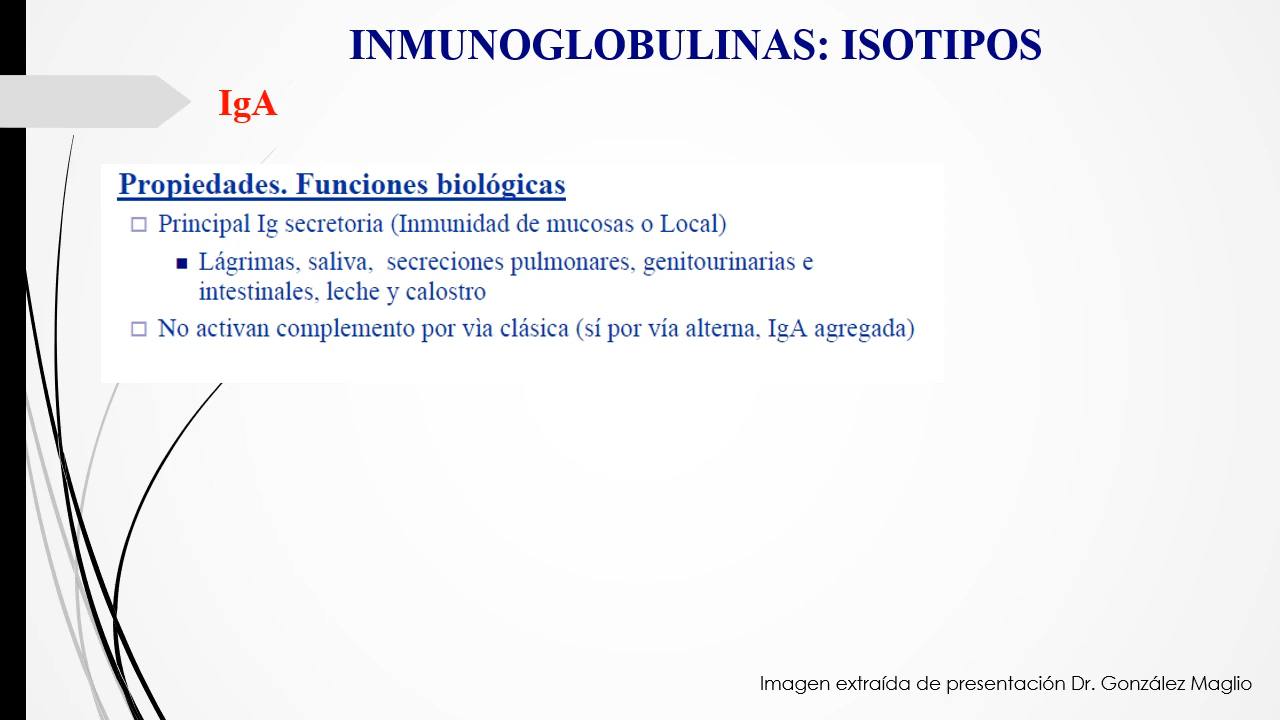 INMUNOGLOBULINAS: ISOTIPOS
IgA
Propiedades. Funciones biológicas
Principal Ig secretoria (Inmunidad de mucosas o Local)
Lágrimas, saliva, secreciones pulmonares, genitourinarias e
intestinales, leche y calostro
No activan complemento por vìa clásica (sí por vía alterna, IgA agregada)
Imagen extraída de presentación Dr. González Maglio